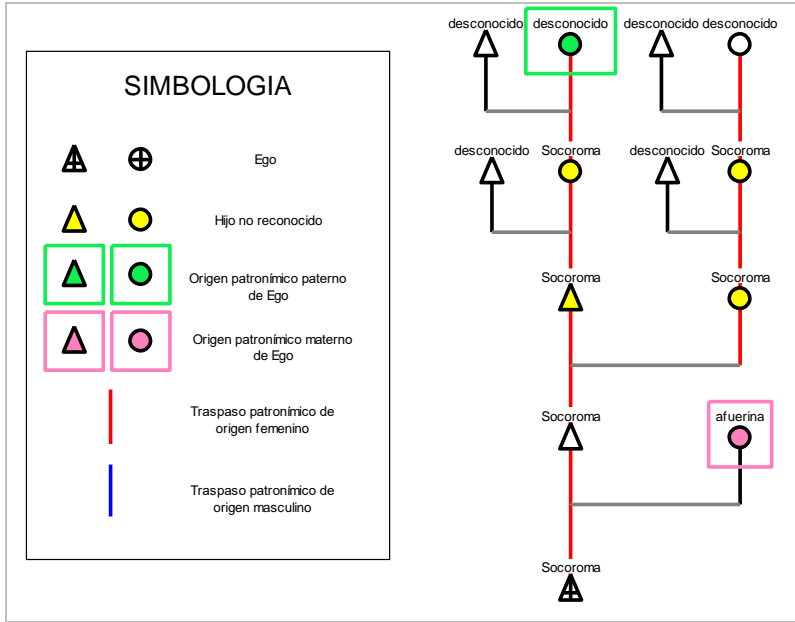 SIMBOLOGIA
Ego
Hijo no reconocido
Origen patronímico paterno
de Ego
Origen patronímico materno
de Ego
Traspaso patronímico de
origen femenino
Traspaso patronímico de
origen masculino
desconocido desconocido desconocido desconocido
desconocido Socoroma desconocido Socoroma
Socoroma Socoroma
Socoroma afuerina
Socoroma